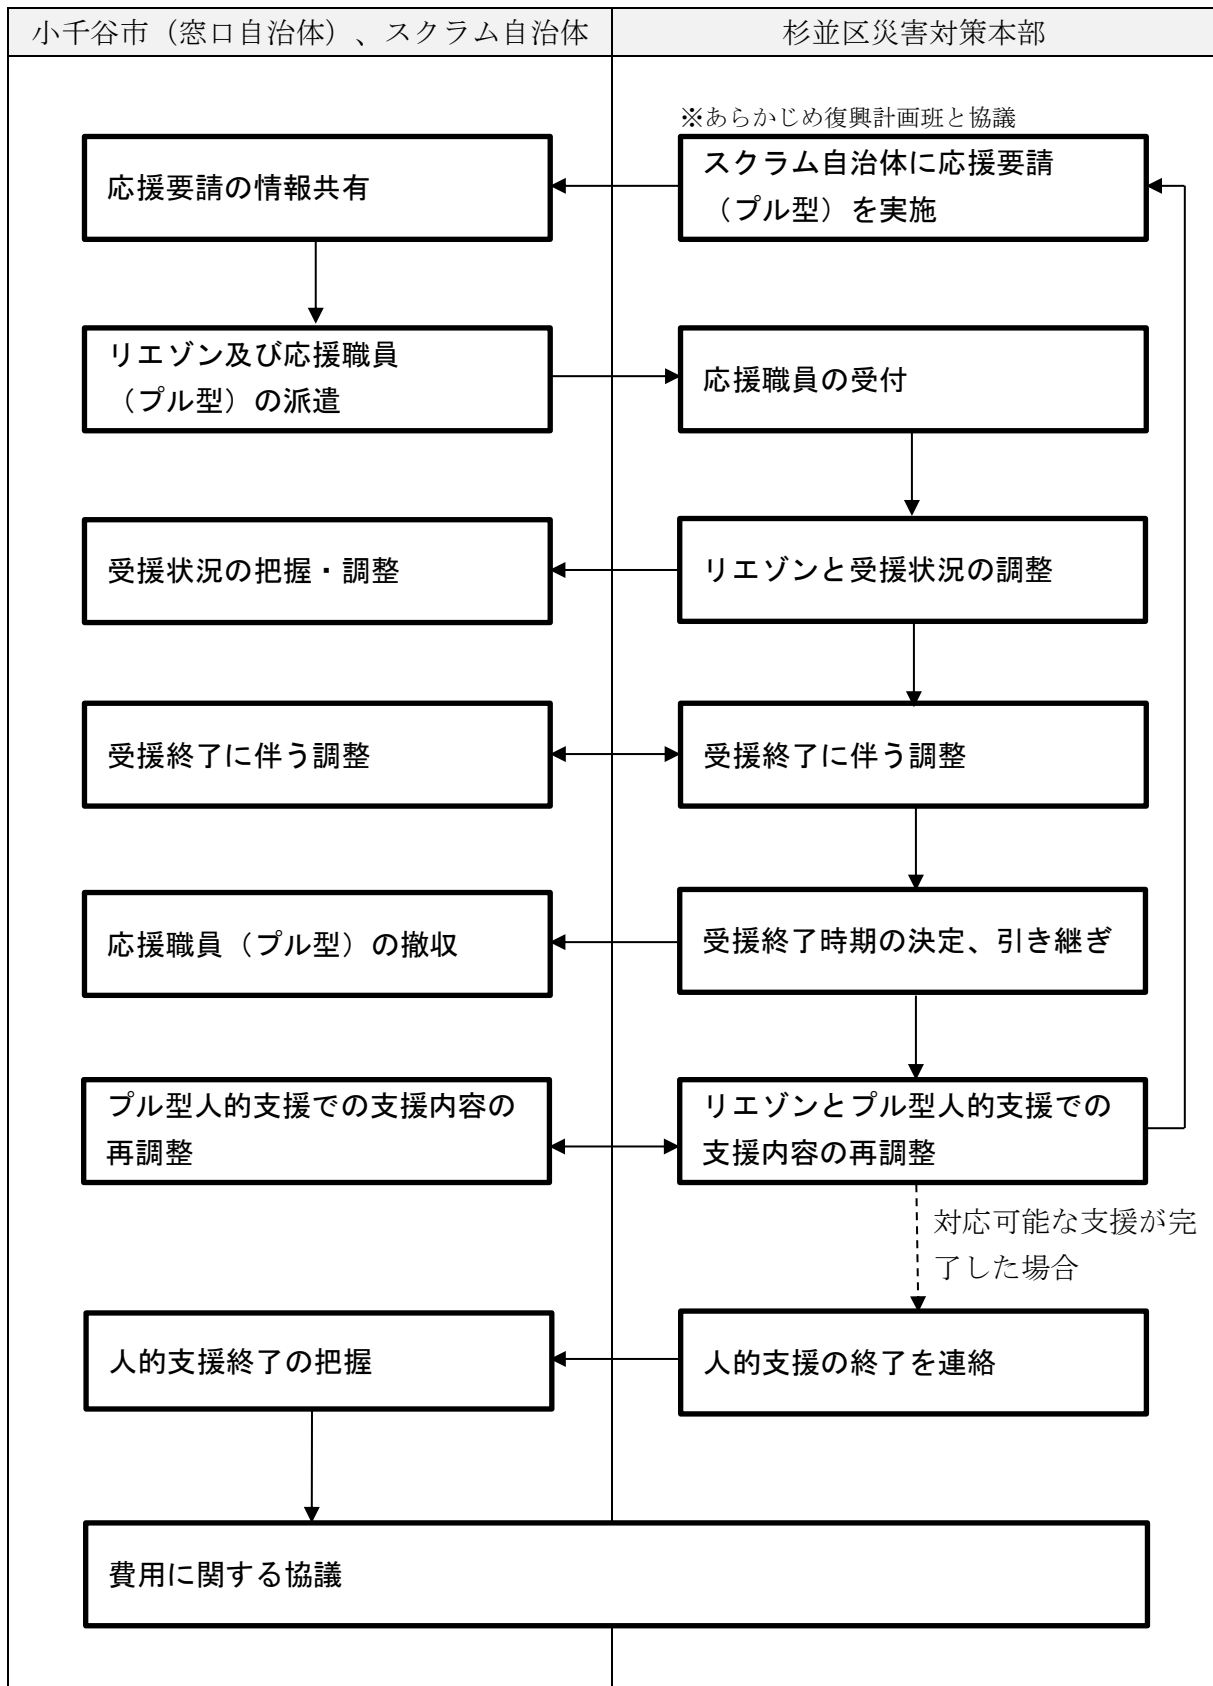 小千谷市（窓口自治体）、スクラム自治体
杉並区災害対策本部
※あらかじめ復興計画班と協議
スクラム自治体に応援要請
（プル型）を実施
応援要請の情報共有
リエゾン及び応援職員
（プル型）の派遣
応援職員の受付
受援状況の把握・調整
リエゾンと受援状況の調整
受援終了に伴う調整
受援終了に伴う調整
応援職員（プル型）の撤収
受援終了時期の決定、引き継ぎ
プル型人的支援での支援内容の
再調整
リエゾンとプル型人的支援での
支援内容の再調整
対応可能な支援が完
了した場合
人的支援終了の把握
人的支援の終了を連絡
費用に関する協議